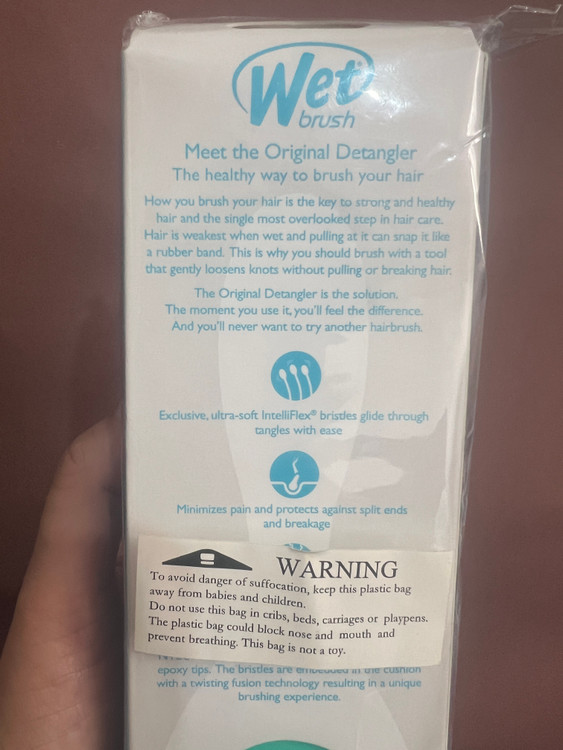 Wet
brush
Meet the Original Detangler
The healthy way to brush your hair
How you brush your hair is the key to strong and healthy
hair and the single most overlooked step in hair care.
Hair is weakest when wet and pulling at it can snap it like
a rubber band. This is why you should brush with a tool
that gently loosens knots without pulling or breaking hair.
The Original Detangler is the solution.
The moment you use it, you'll feel the difference.
And you'll never want to try another hairbrush.
Exclusive, ultra-soft IntelliFlex® bristles glide through
tangles with ease
Minimizes pain and protects against split ends
and breakage
WARNING
To avoid danger of suffocation, keep this plastic bag
away from babies and children.
Do not use this bag in cribs, beds, carriages or playpens.
The plastic bag could block nose and mouth and
prevent breathing. This bag is not a toy.
epoxy tips. The bristles are embedded in the cushion
with a twisting fusion technology resulting in a unique
brushing experience.